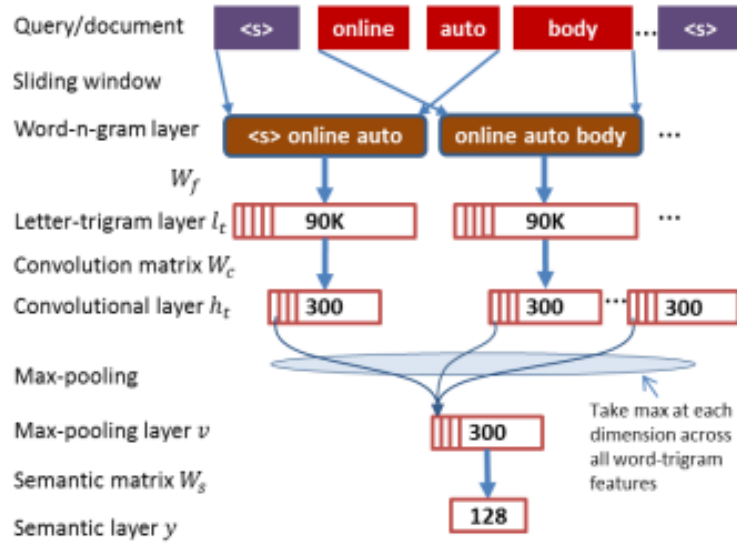 Query/document <s> online auto body ... <s>
Sliding window
Word-n-gram layer <s> online auto online auto body ...
W_f
Letter-trigram layer l_t 90K 90K ...
Convolution matrix W_c
Convolutional layer h_t 300 300 ... 300
Max-pooling
Take max at each
dimension across
all word-trigram
features
Max-pooling layer v 300
Semantic matrix W_s
Semantic layer y 128